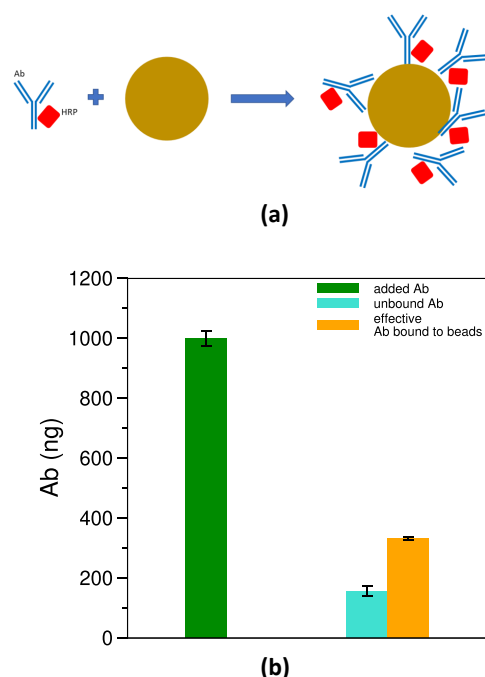 Ab
HRP
(a)
1200
1000
800
600
400
200
0
Ab (ng)
added Ab
unbound Ab
effective
Ab bound to beads
(b)